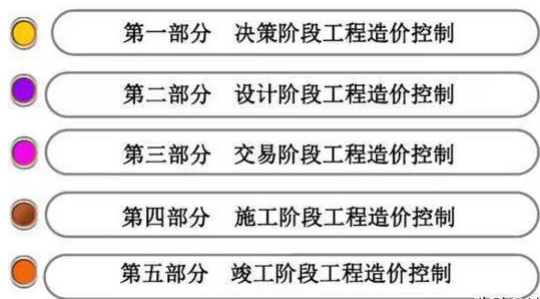 第一部分 决策阶段工程造价控制
第二部分 设计阶段工程造价控制
第三部分 交易阶段工程造价控制
第四部分 施工阶段工程造价控制
第五部分 竣工阶段工程造价控制